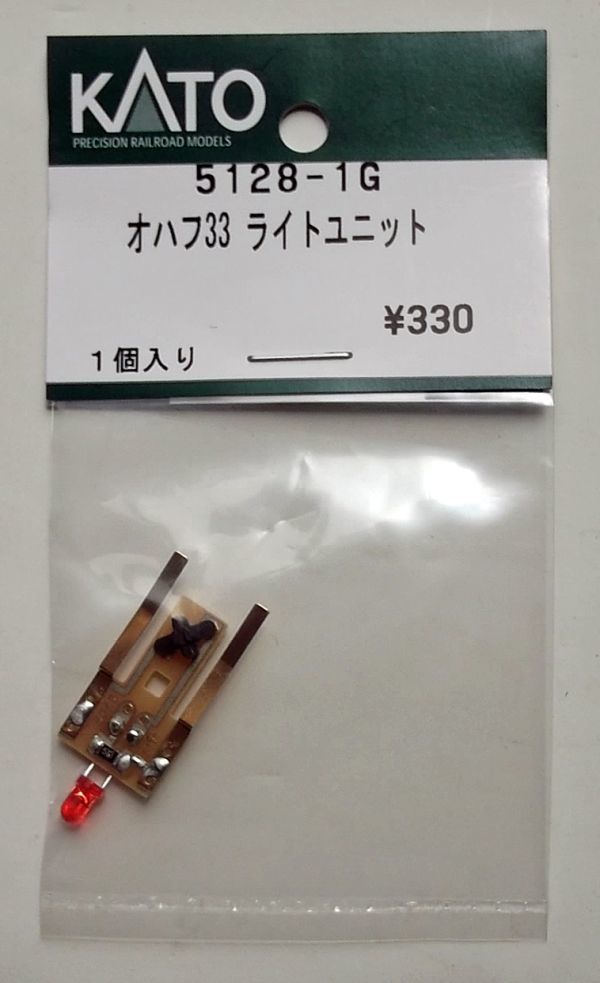 KATO
PRECISION RAILROAD MODELS
5128-1G
オハフ33 ライトユニット
¥330
1個入り